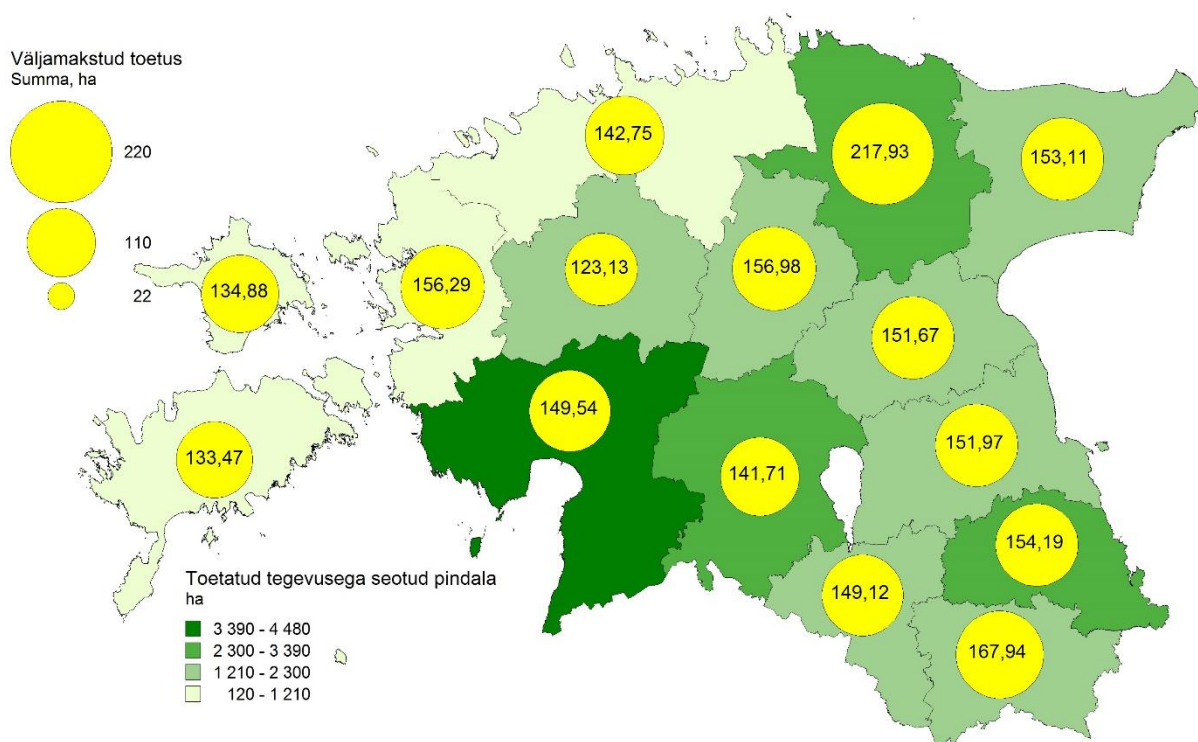 Väljamakstud toetus
Summa, ha
220
110
22
142,75
217,93
153,11
134,88
156,29
123,13
156,98
151,67
133,47
149,54
141,71
151,97
154,19
149,12
167,94
Toetatud tegevusega seotud pindala
ha
3 390 - 4 480
2 300 - 3 390
1 210 - 2 300
120 - 1 210